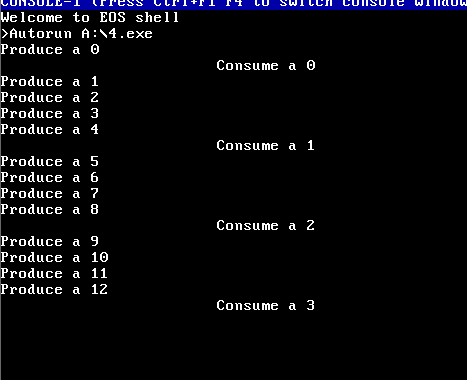 CONSOLE-1 (Press Ctrl+F1~F4 to switch console window
Welcome to EOS shell
>Autorun A:\4.exe
Produce a 0
Consume a 0
Produce a 1
Produce a 2
Produce a 3
Produce a 4
Consume a 1
Produce a 5
Produce a 6
Produce a 7
Produce a 8
Consume a 2
Produce a 9
Produce a 10
Produce a 11
Produce a 12
Consume a 3